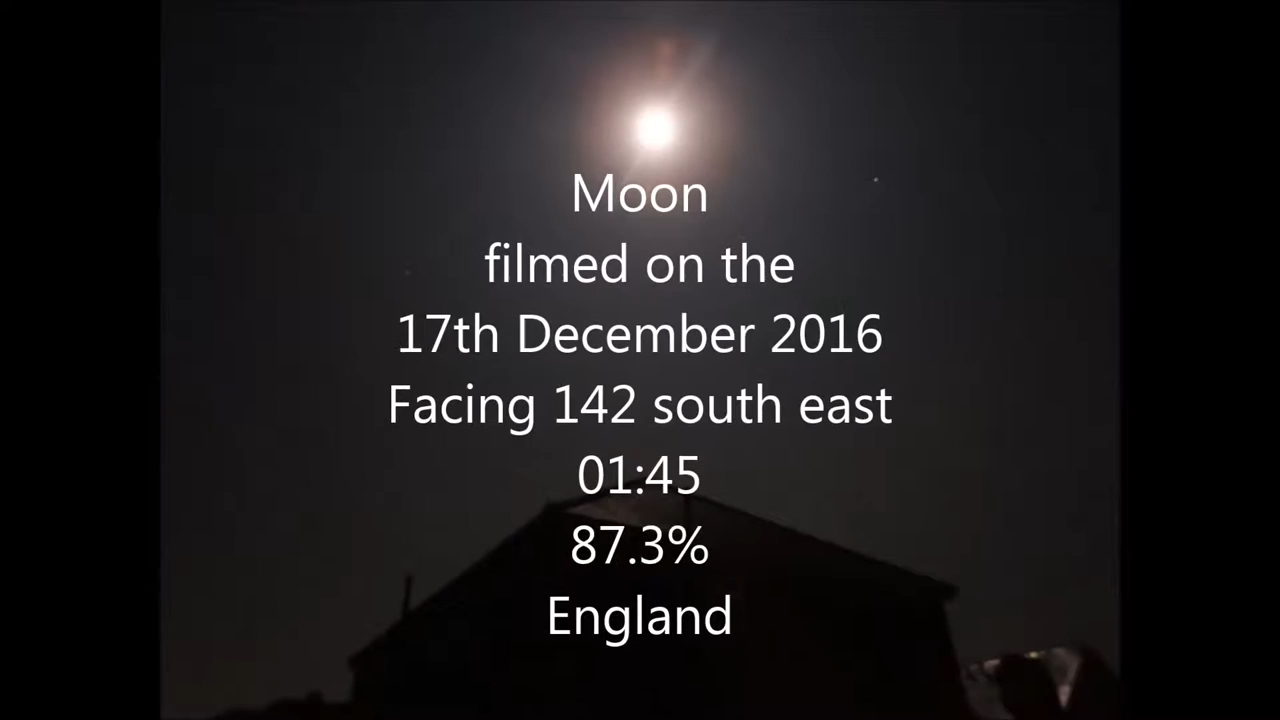 Moon
filmed on the
17th December 2016
Facing 142 south east
01:45
87.3%
England